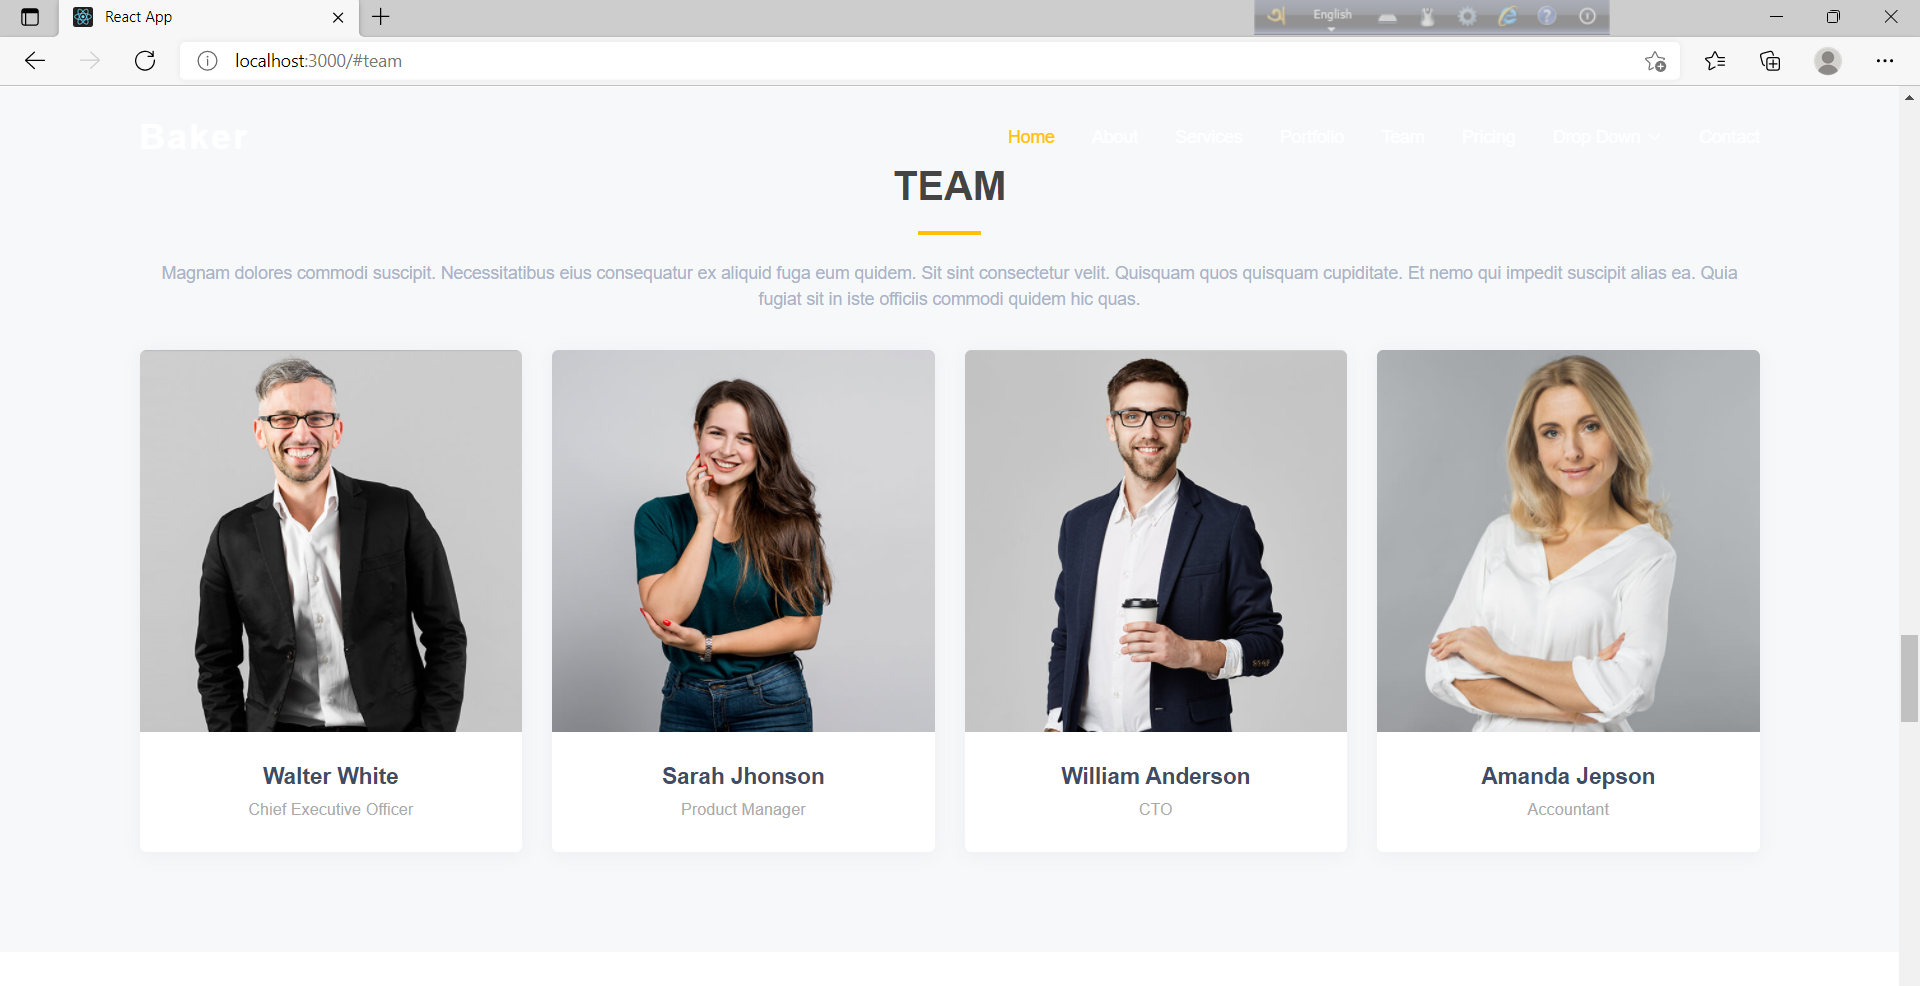 React App
English
localhost:3000/#team
Baker
Home About Services Portfolio Team Pricing Drop Down Contact
TEAM
Magnam dolores commodi suscipit. Necessitatibus eius consequatur ex aliquid fuga eum quidem. Sit sint consectetur velit. Quisquam quos quisquam cupiditate. Et nemo qui impedit suscipit alias ea. Quia
fugiat sit in iste officiis commodi quidem hic quas.
Walter White
Chief Executive Officer
Sarah Jhonson
Product Manager
William Anderson
CTO
Amanda Jepson
Accountant